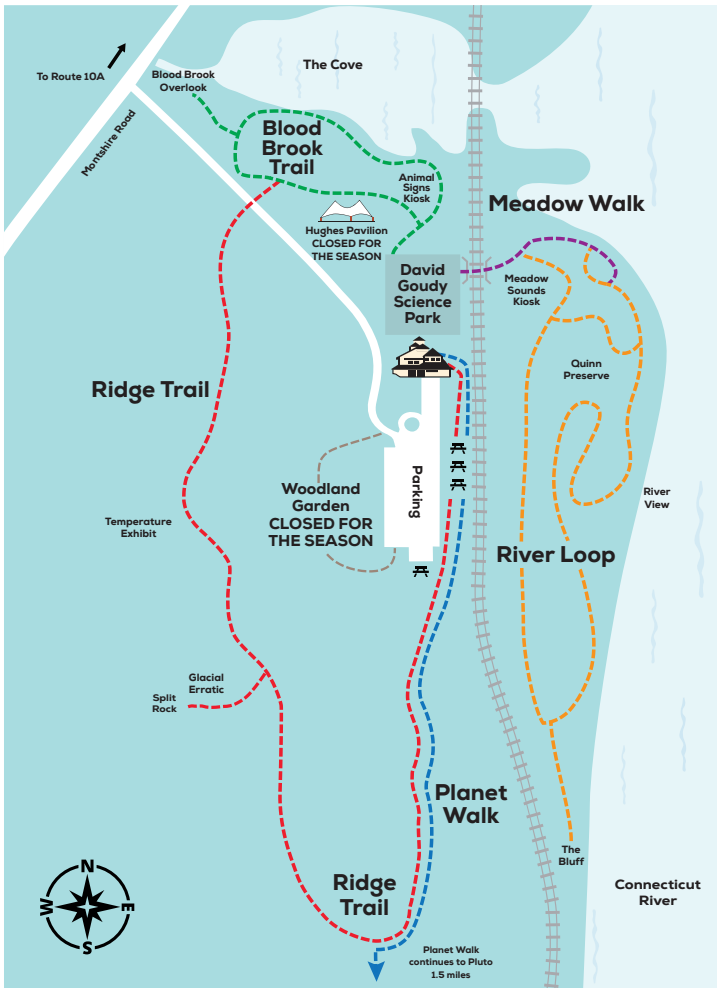 The Cove
To Route 10A
Blood Brook
Overlook
Montshire Road
Blood
Brook
Trail
Animal
Signs
Kiosk
Meadow Walk
Hughes Pavilion
CLOSED FOR
THE SEASON
David
Goudy
Science
Park
Meadow
Sounds
Kiosk
Quinn
Preserve
Ridge Trail
Parking
Woodland
Garden
CLOSED FOR
THE SEASON
River
View
Temperature
Exhibit
River Loop
Glacial
Erratic
Split
Rock
Planet
Walk
The
Bluff
Ridge
Trail
Connecticut
River
N
W
E
S
Planet Walk
continues to Pluto
1.5 miles